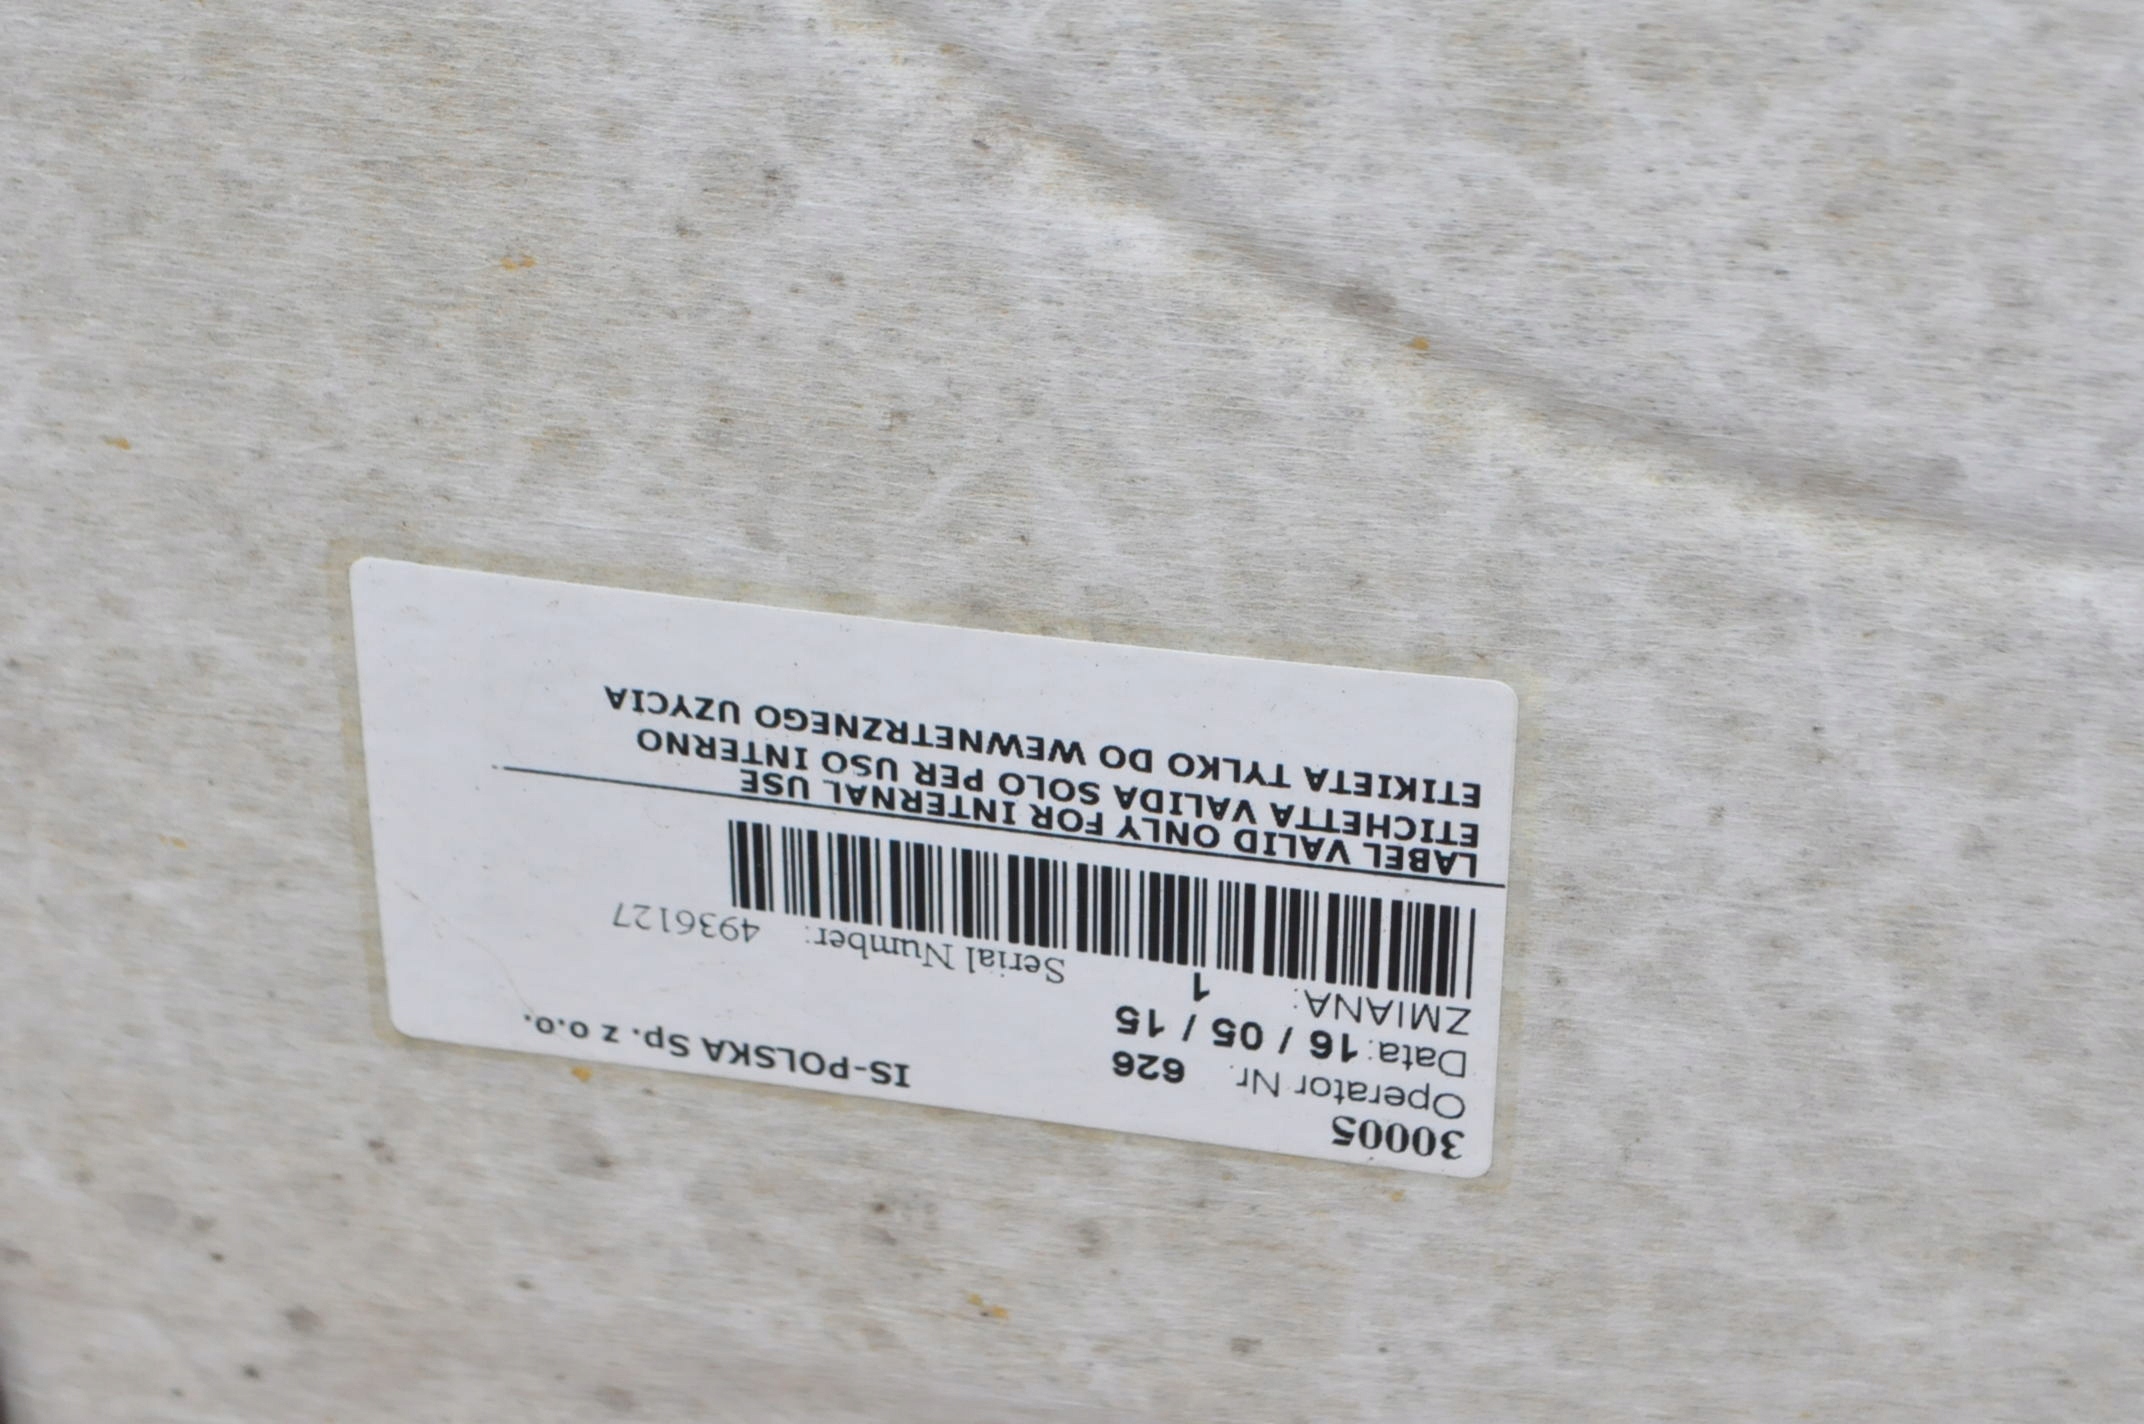 30005
IS-POLSKA Sp. z o.o.
Operator Nr. 626
Data: 16 / 05 / 15
ZMIANA: 1
Serial Number: 4936127
LABEL VALID ONLY FOR INTERNAL USE
ETICHETTA VALIDA SOLO PER USO INTERNO
ETIKIETA TYLKO DO WEWNETRZNEGO UZYCIA